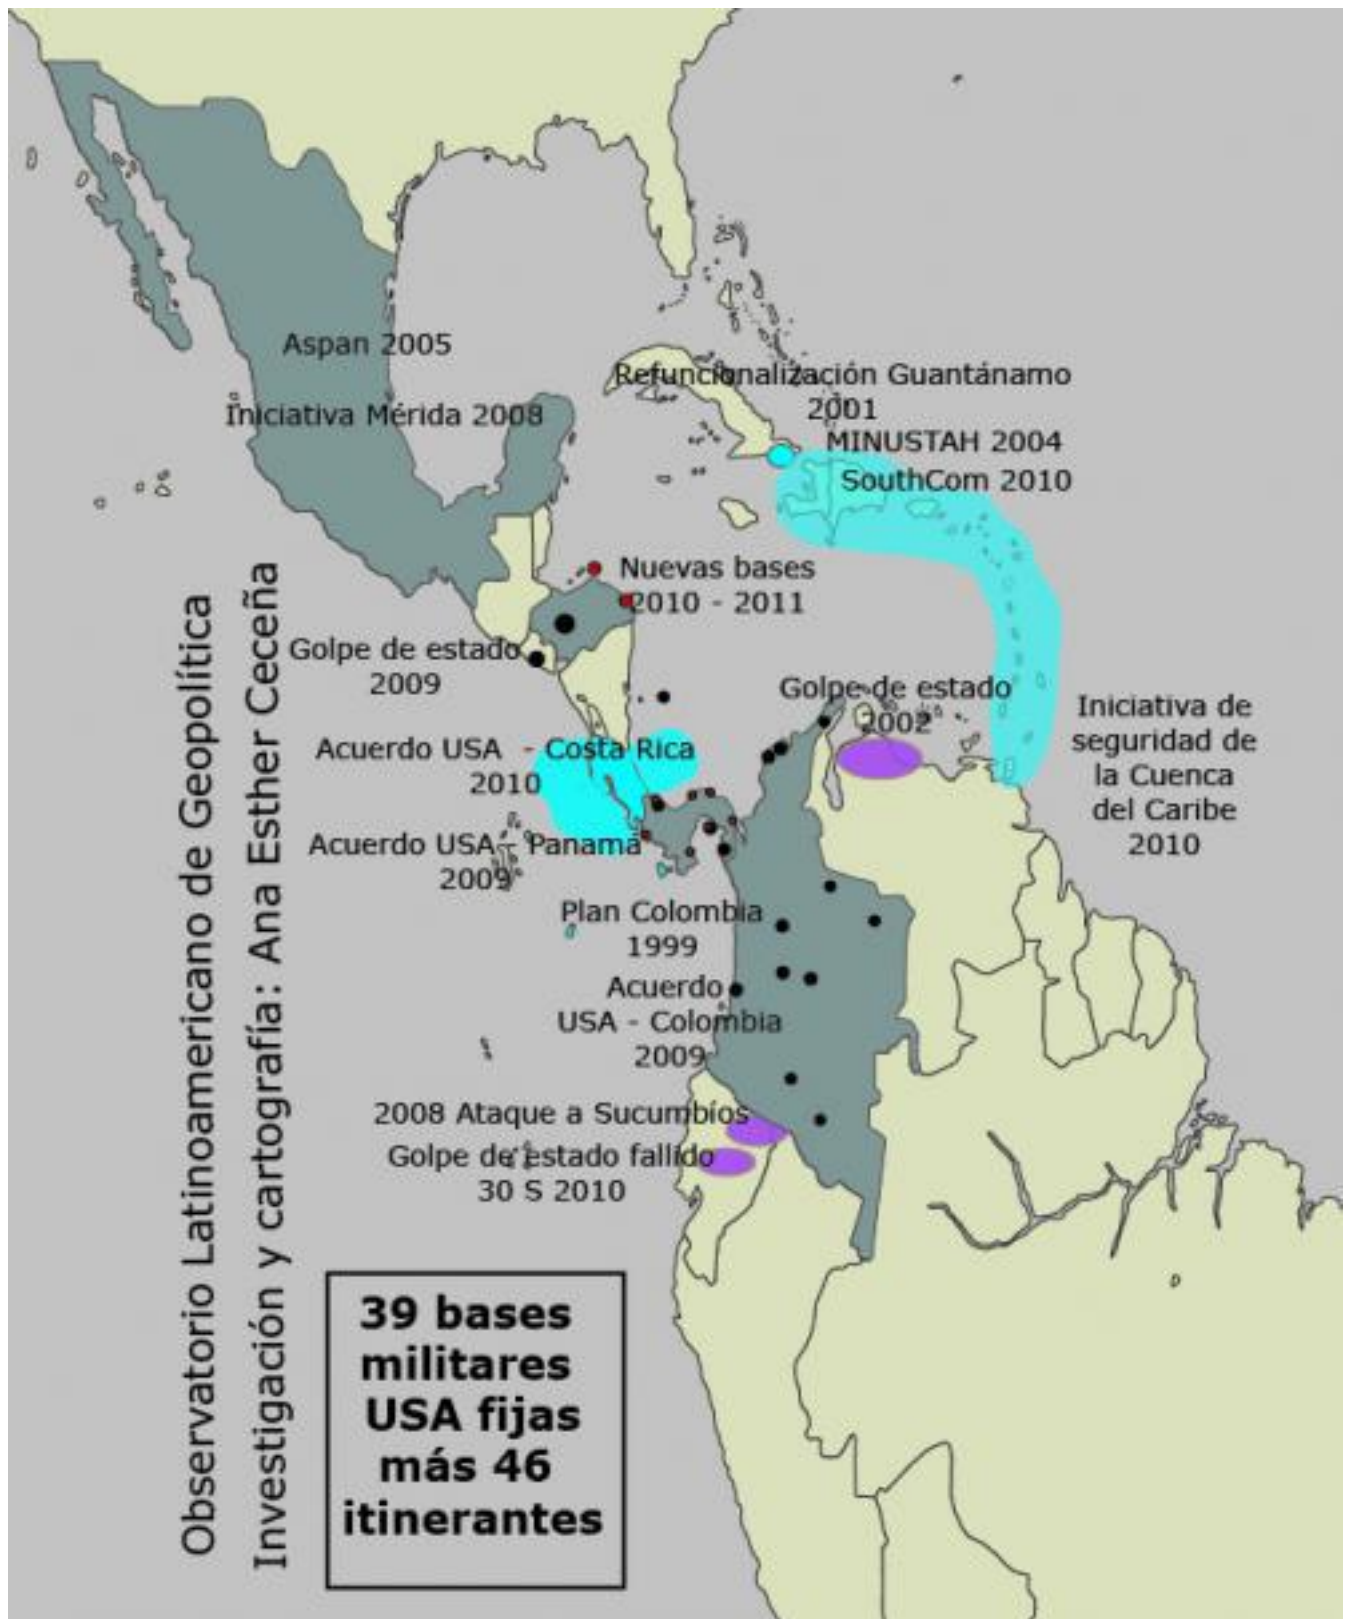 Aspan 2005
Iniciativa Mérida 2008
Refuncionalización Guantánamo
2001
MINUSTAH 2004
SouthCom 2010
Nuevas bases
2010 - 2011
Golpe de estado
2009
Golpe de estado
2002
Iniciativa de
seguridad de
la Cuenca
del Caribe
2010
Acuerdo USA - Costa Rica
2010
Acuerdo USA - Panamá
2009
Plan Colombia
1999
Acuerdo
USA - Colombia
2009
2008 Ataque a Sucumbíos
Golpe de estado fallido
30 S 2010
39 bases
militares
USA fijas
más 46
itinerantes
Observatorio Latinoamericano de Geopolítica
Investigación y cartografía: Ana Esther Ceceña